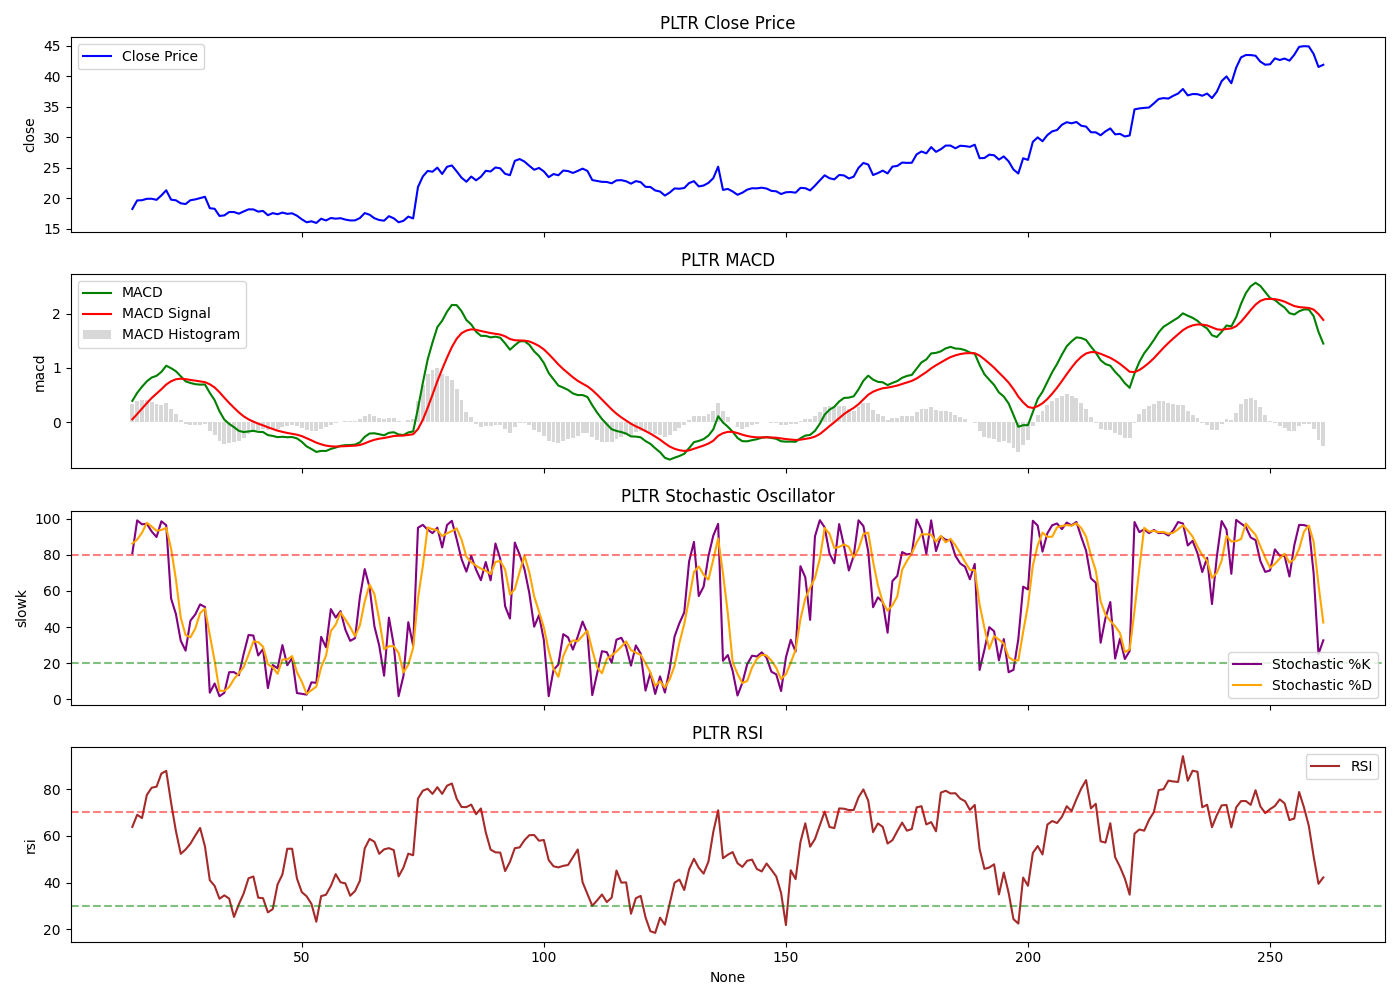 PLTR Close Price
Close Price
close
45
40
35
30
25
20
15
PLTR MACD
MACD
MACD Signal
MACD Histogram
macd
2
1
0
PLTR Stochastic Oscillator
slowk
100
80
60
40
20
0
Stochastic %K
Stochastic %D
PLTR RSI
RSI
rsi
80
60
40
20
50
100
150
200
250
None